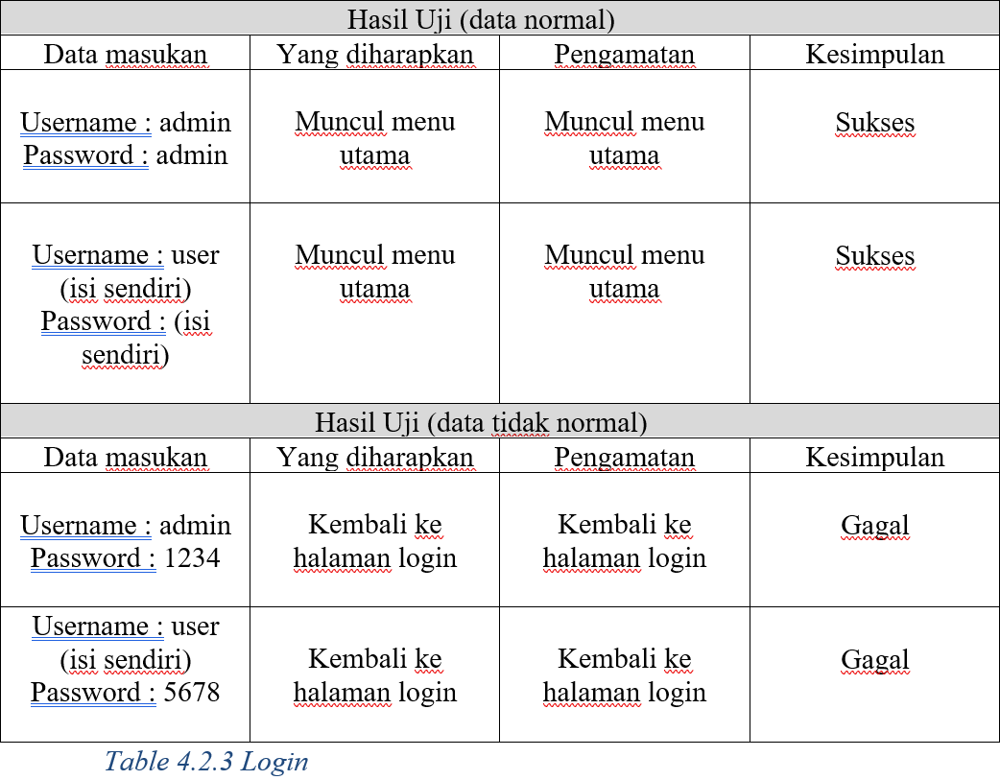 Hasil Uji (data normal)
Data masukan Yang diharapkan Pengamatan Kesimpulan
Username : admin Muncul menu Muncul menu Sukses
Password : admin utama utama
Username : user Muncul menu Muncul menu Sukses
(isi sendiri) utama utama
Password : (isi
sendiri)
Hasil Uji (data tidak normal)
Data masukan Yang diharapkan Pengamatan Kesimpulan
Username : admin Kembali ke Kembali ke Gagal
Password : 1234 halaman login halaman login
Username : user
(isi sendiri) Kembali ke Kembali ke Gagal
Password : 5678 halaman login halaman login
Table 4.2.3 Login